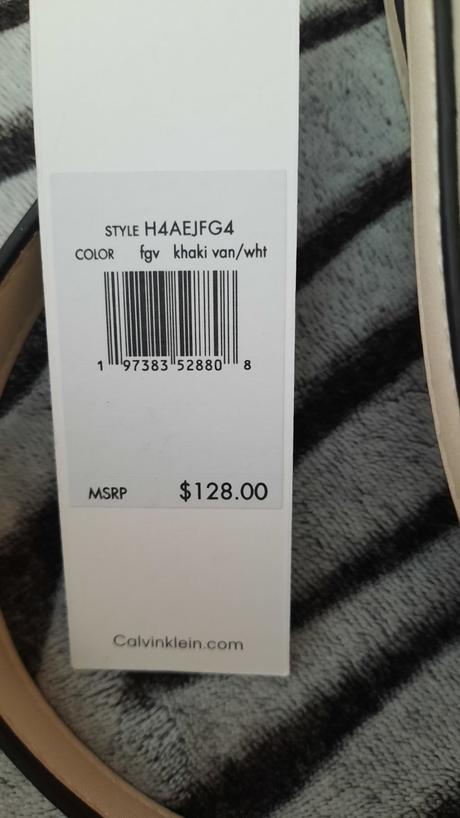 STYLE H4AEJFG4
COLOR fgv khaki van/wht
1 97383 52880 8
MSRP $128.00
Calvinklein.com